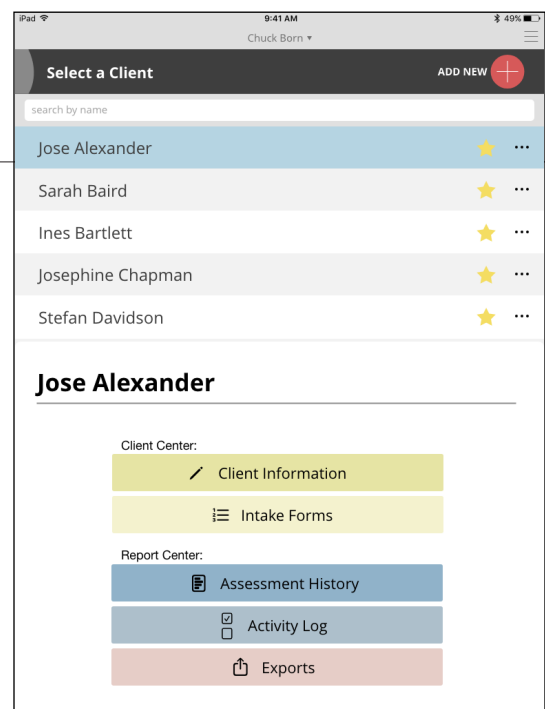 iPad 9:41 AM 49%
Chuck Born ▾
Select a Client ADD NEW
search by name
Jose Alexander
Sarah Baird
Ines Bartlett
Josephine Chapman
Stefan Davidson
Jose Alexander
Client Center:
Client Information
Intake Forms
Report Center:
Assessment History
Activity Log
Exports